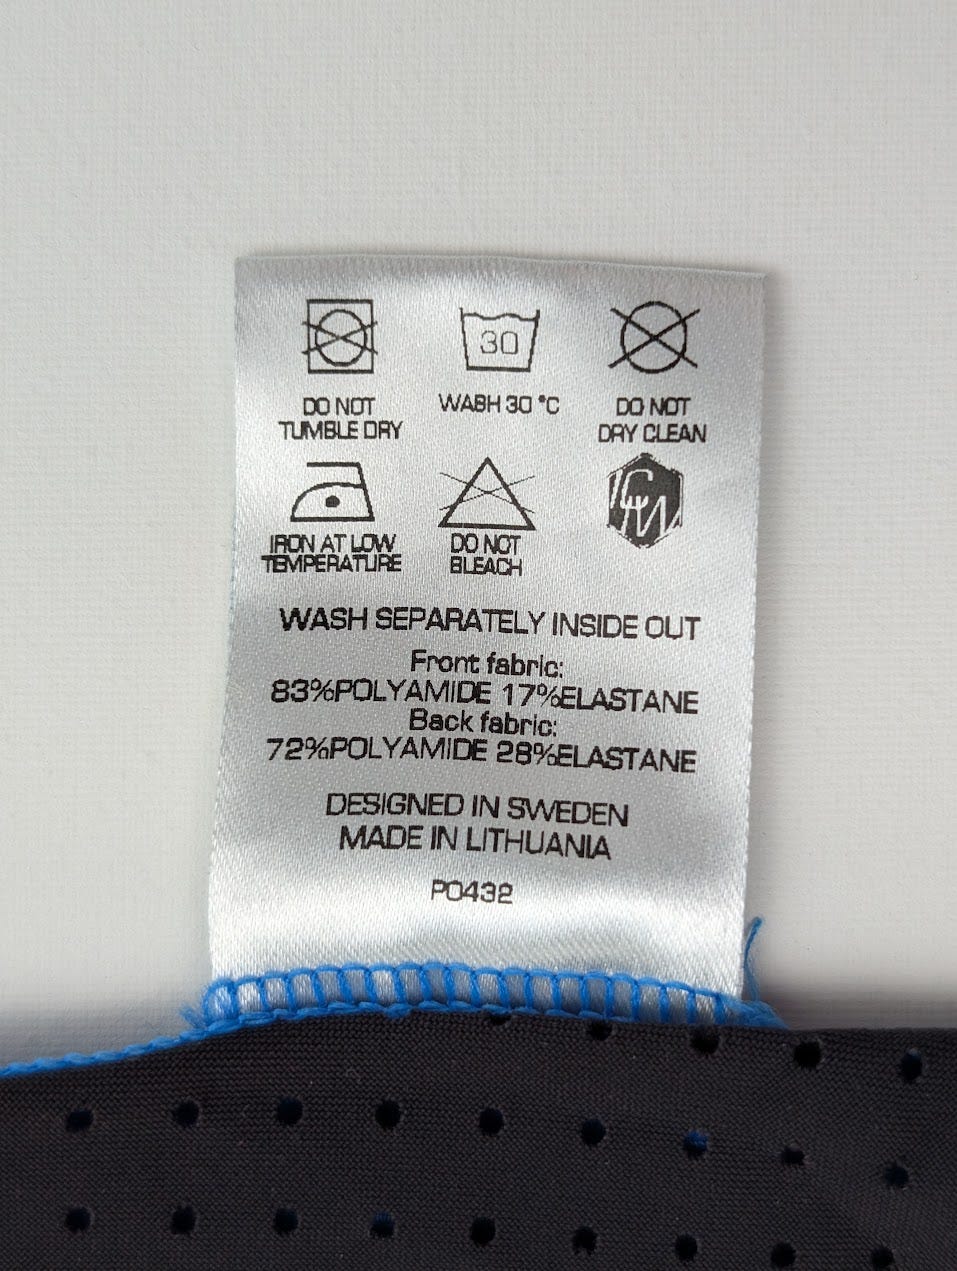 30
DO NOT
TUMBLE DRY
WASH 30 °C
DO NOT
DRY CLEAN
IRON AT LOW
TEMPERATURE
DO NOT
BLEACH
WASH SEPARATELY INSIDE OUT
Front fabric:
83%POLYAMIDE 17%ELASTANE
Back fabric:
72%POLYAMIDE 28%ELASTANE
DESIGNED IN SWEDEN
MADE IN LITHUANIA
PO432